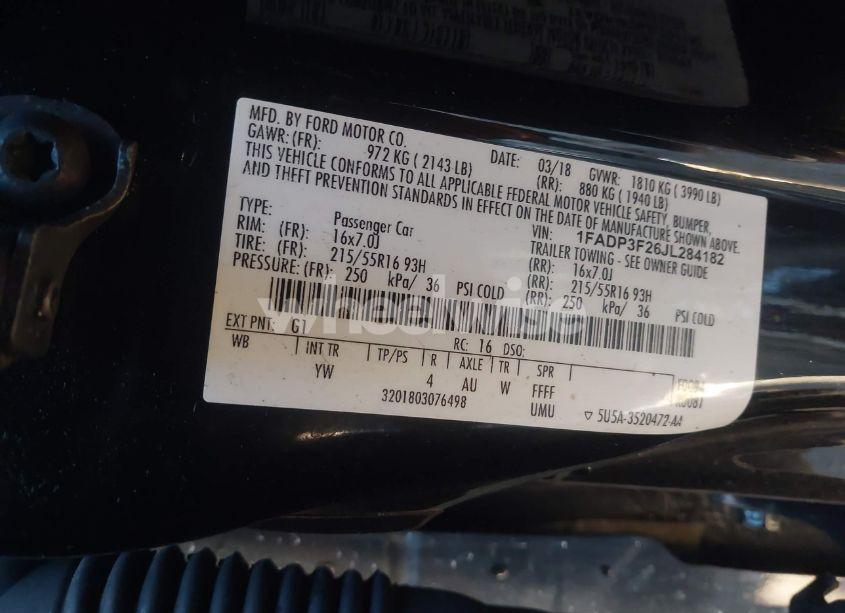 MFD. BY FORD MOTOR CO.
DATE: 03/18 GVWR: 1810 KG ( 3990 LB)
GAWR: (FR): 972 KG ( 2143 LB) (RR): 880 KG ( 1940 LB)
THIS VEHICLE CONFORMS TO ALL APPLICABLE FEDERAL MOTOR VEHICLE SAFETY, BUMPER,
AND THEFT PREVENTION STANDARDS IN EFFECT ON THE DATE OF MANUFACTURE SHOWN ABOVE.
VIN: 1FADP3F26JL284182
TYPE: Passenger Car TRAILER TOWING - SEE OWNER GUIDE
RIM: (FR): 16x7.0J (RR): 16x7.0J
TIRE: (FR): 215/55R16 93H (RR): 215/55R16 93H
PRESSURE: (FR): 250 kPa/ 36 PSI COLD (RR): 250 kPa/ 36 PSI COLD
wheelwise
EXT PNT: G1 RC: 16 DSO:
WB INT TR TP/PS R AXLE TR SPR
YW 4 AU W FFFF
3201803076498 UMU ▽ 5U5A-3520472-AA